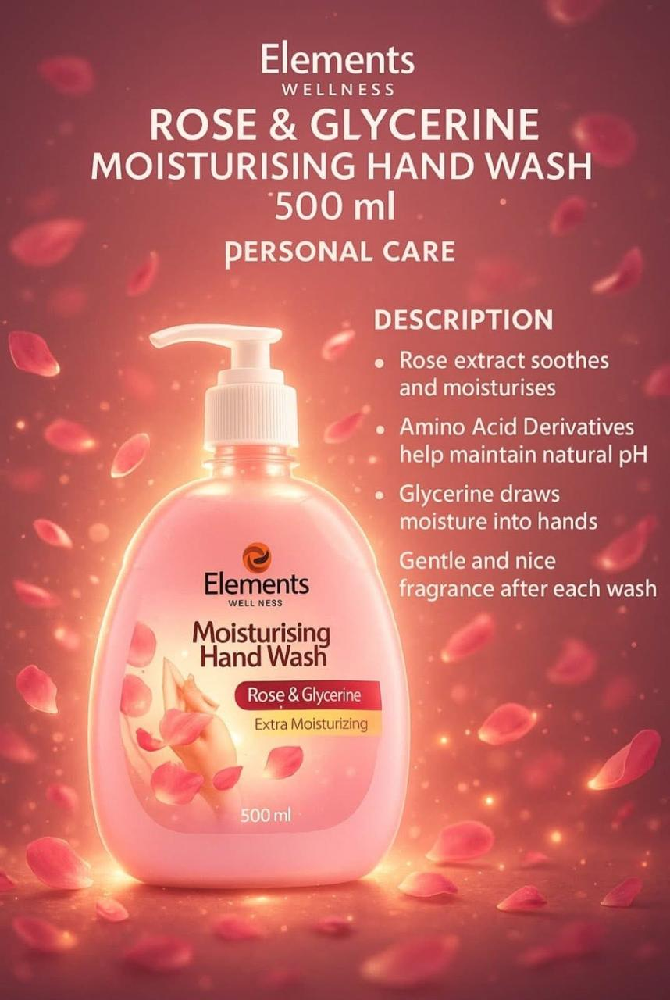 Elements
WELLNESS
ROSE & GLYCERINE
MOISTURISING HAND WASH
500 ml
pERSONAL CARE
DESCRIPTION
• Rose extract soothes
and moisturises
• Amino Acid Derivatives
help maintain natural pH
• Glycerine draws
moisture into hands
Gentle and nice
fragrance after each wash
Elements
WELL NESS
Moisturising
Hand Wash
Rose & Glycerine
Extra Moisturizing
500 ml